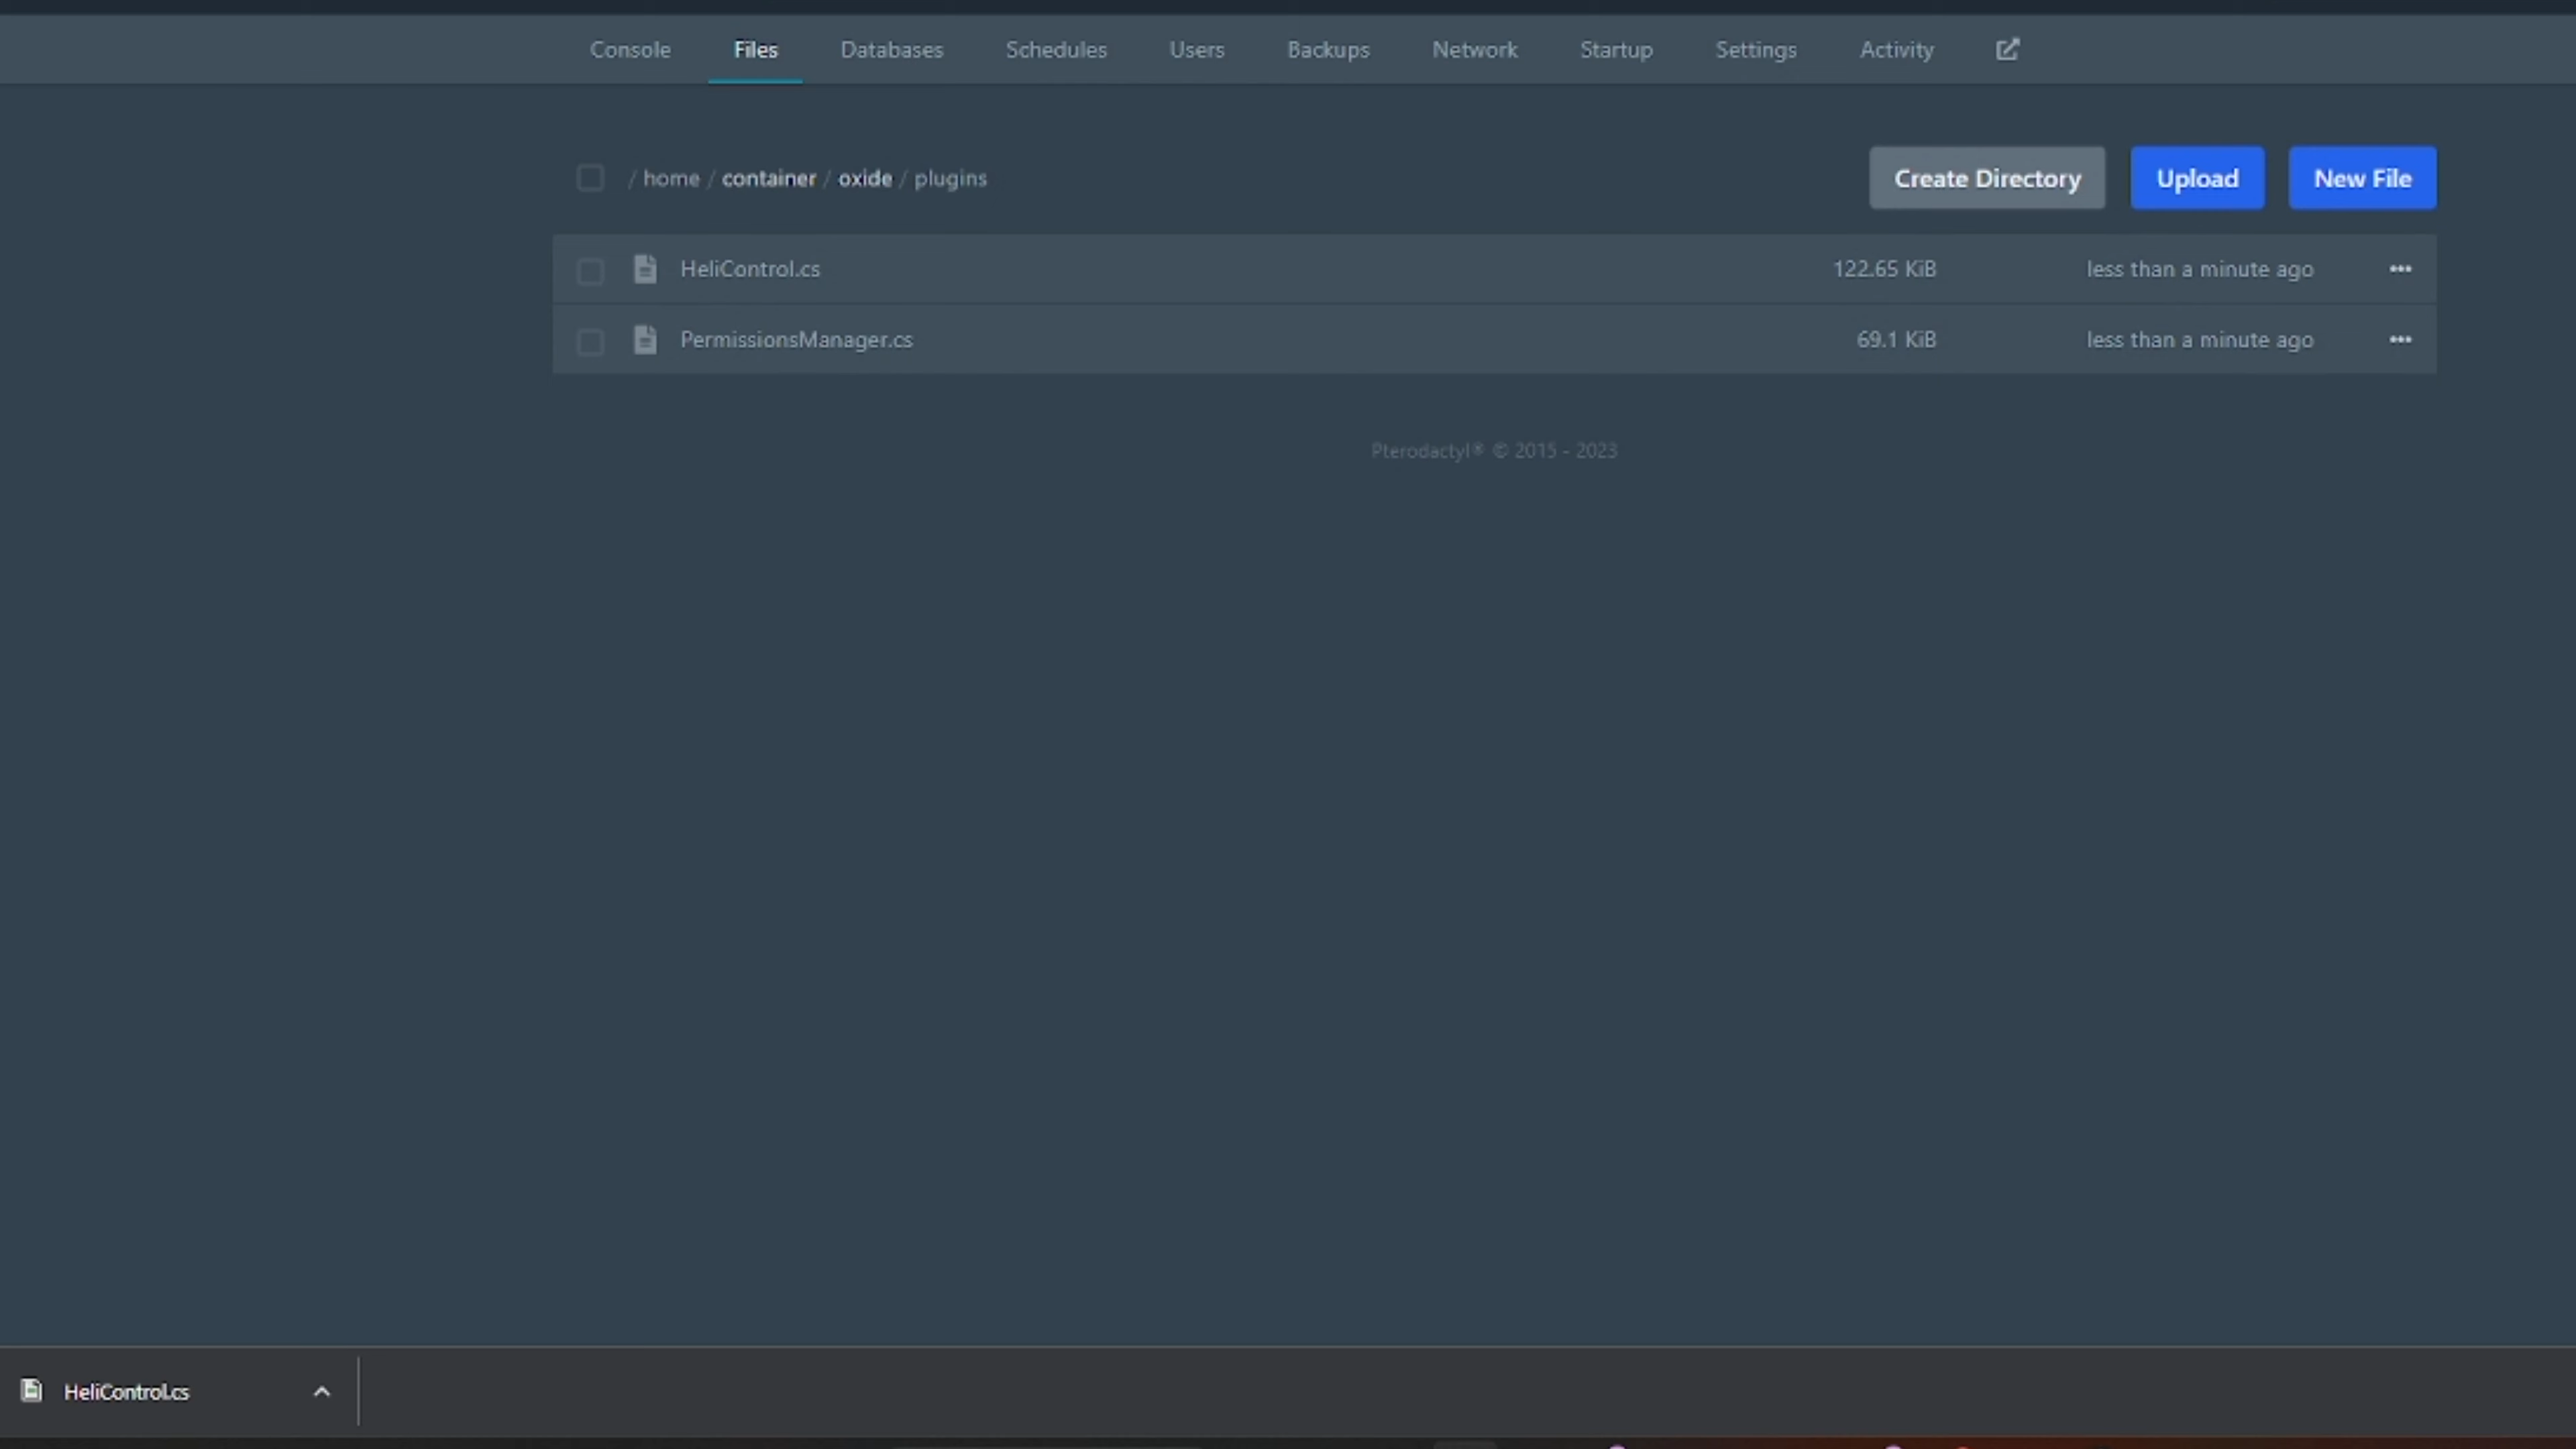 Console Files Databases Schedules Users Backups Network Startup Settings Activity
/ home / container / oxide / plugins Create Directory Upload New File
HeliControl.cs 122.65 KiB less than a minute ago •••
PermissionsManager.cs 69.1 KiB less than a minute ago •••
Pterodactyl® © 2015 - 2023
HeliControl.cs